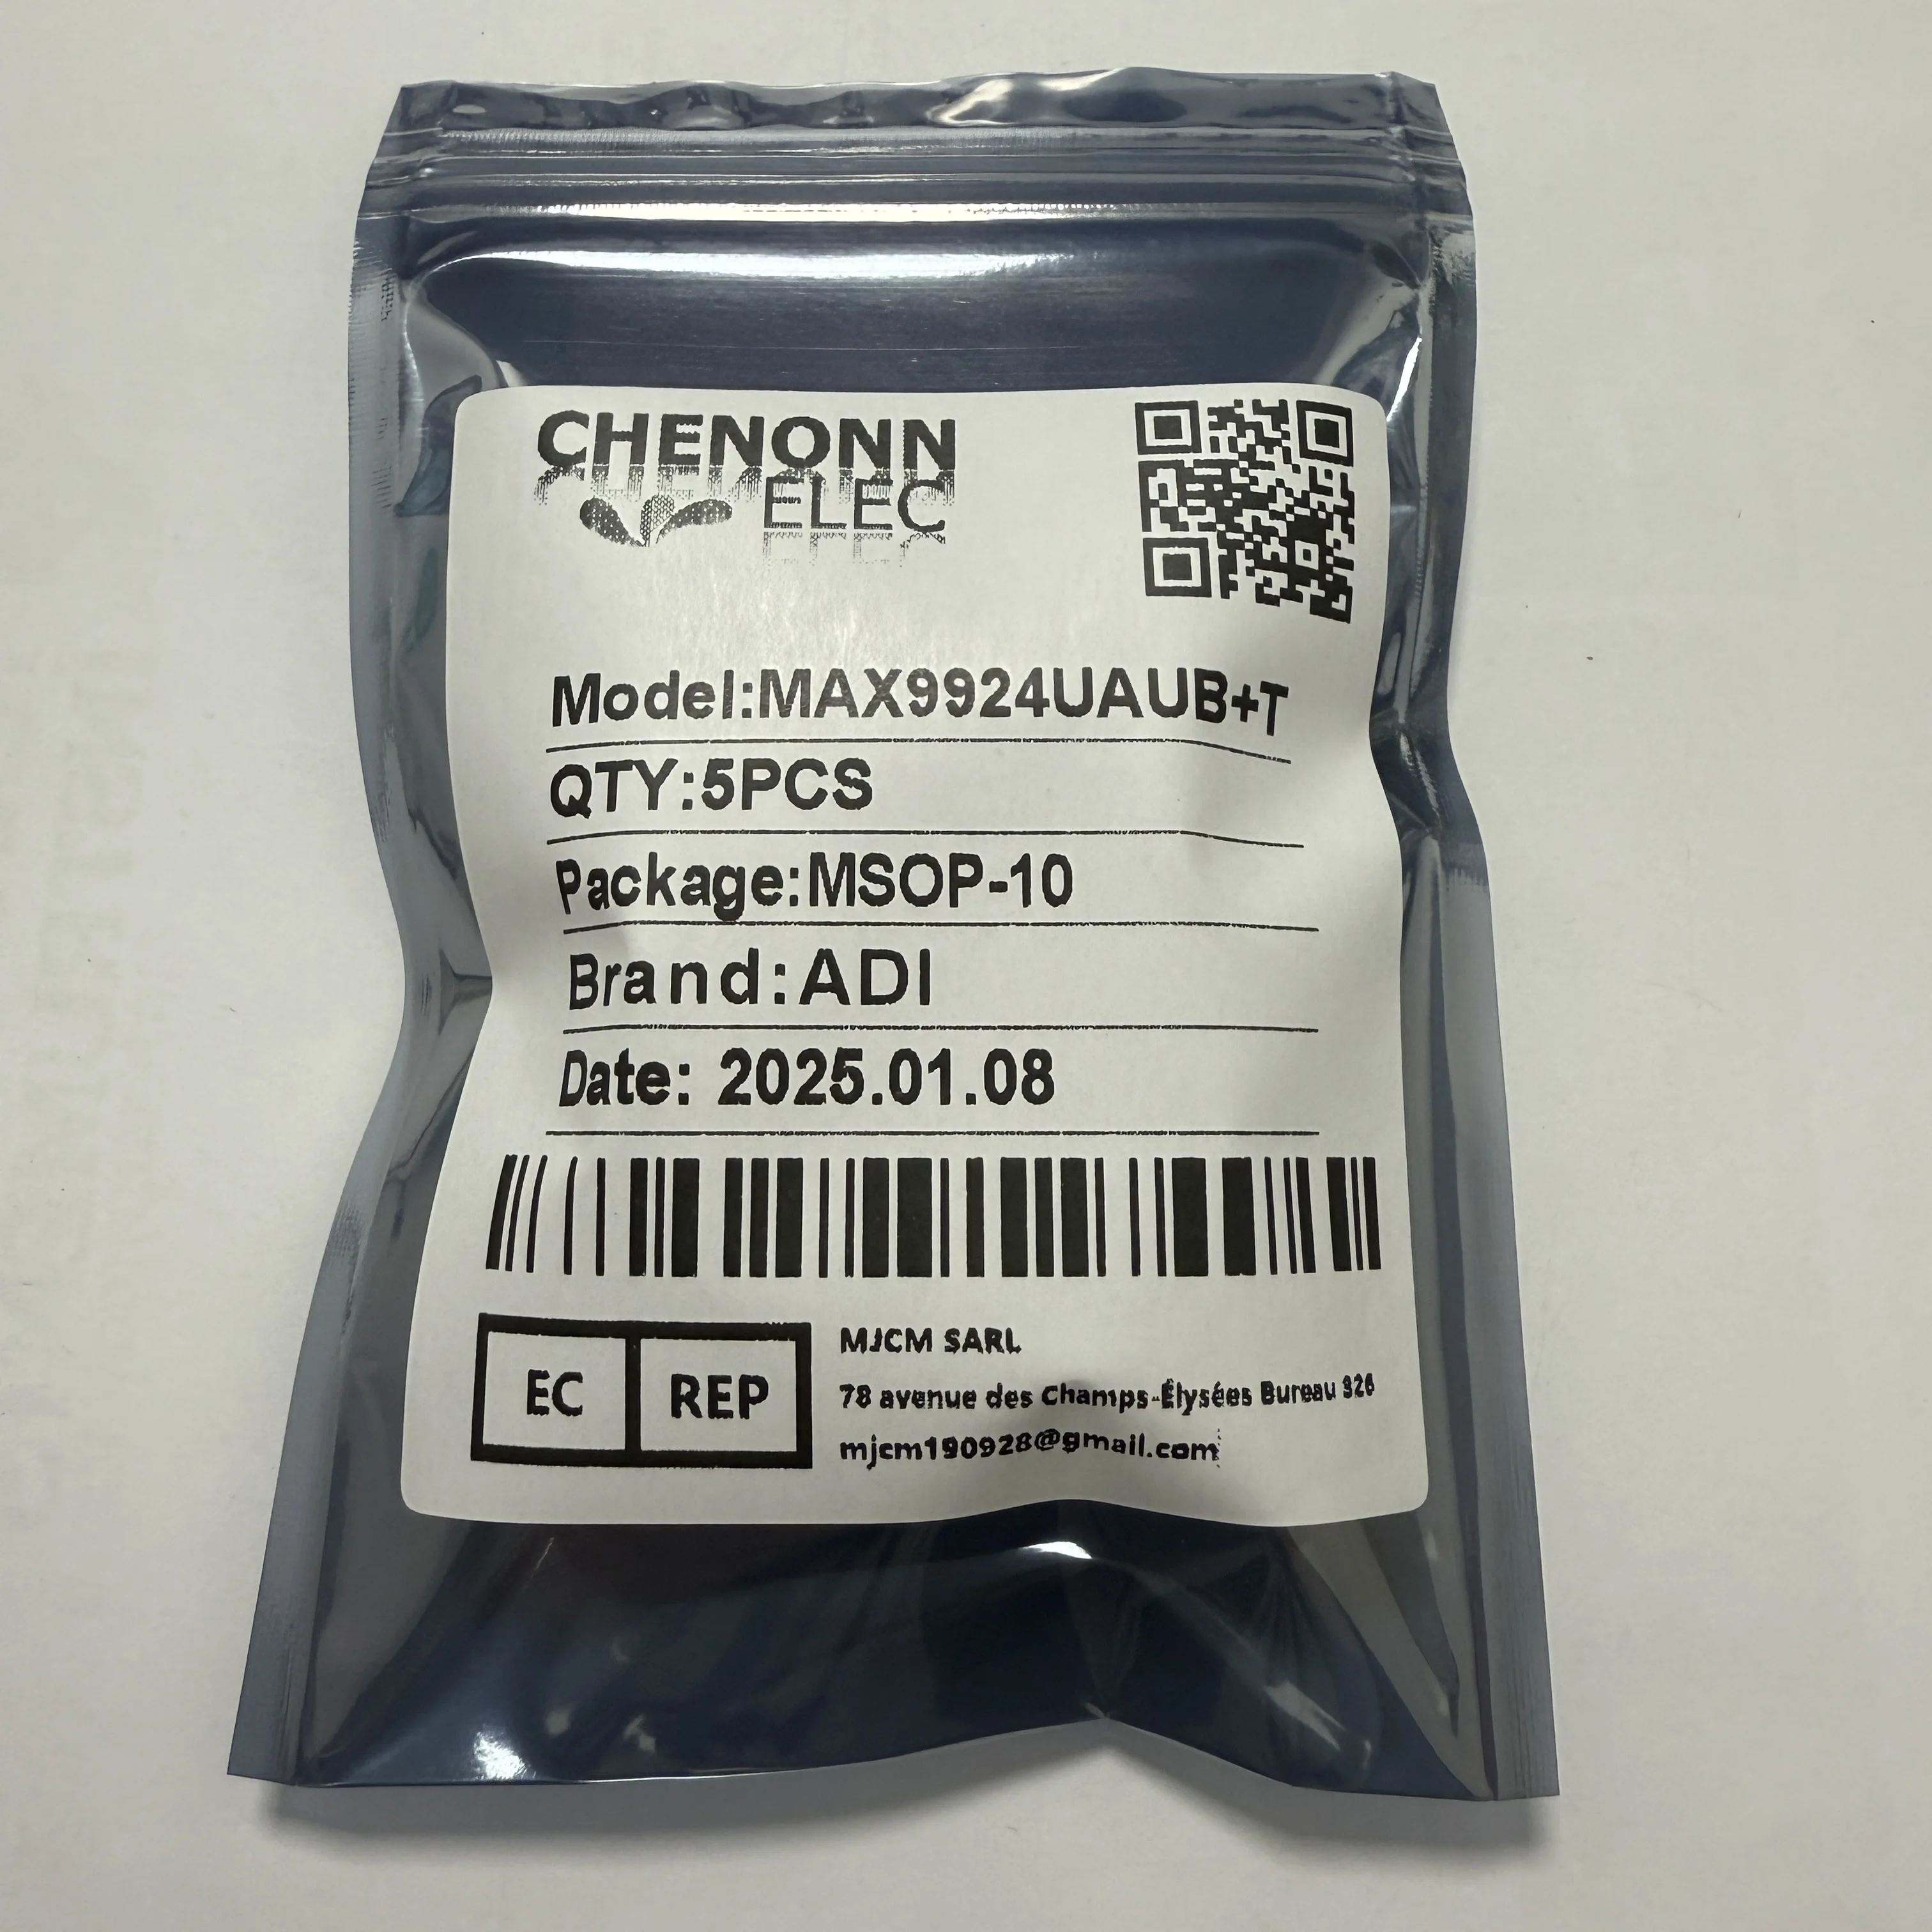 CHENONN
ELEC
Model:MAX9924UAUB+T
QTY:5PCS
Package:MSOP-10
Brand:ADI
Date: 2025.01.08
EC REP
MJCM SARL
78 avenue des Champs-Élysées Bureau 326
mjcm190928@gmail.com